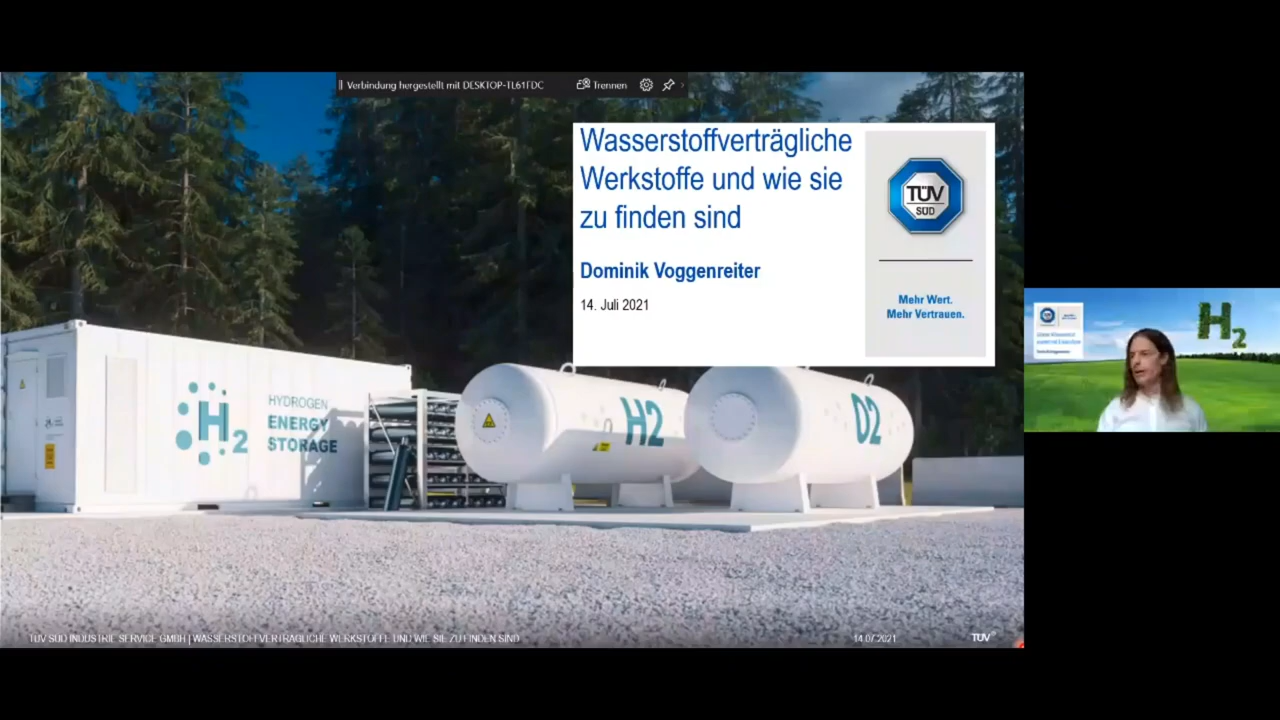 Verbindung hergestellt mit DESKTOP-TL61FDC
Trennen
Wasserstoffverträgliche
Werkstoffe und wie sie
zu finden sind
Dominik Voggenreiter
14. Juli 2021
TÜV
SÜD
Mehr Wert.
Mehr Vertrauen.
H2
HYDROGEN
ENERGY
STORAGE
H2
O2
H2
TÜV SÜD INDUSTRIE SERVICE GMBH | WASSERSTOFFVERTRÄGLICHE WERKSTOFFE UND WIE SIE ZU FINDEN SIND
14.07.2021
TÜV